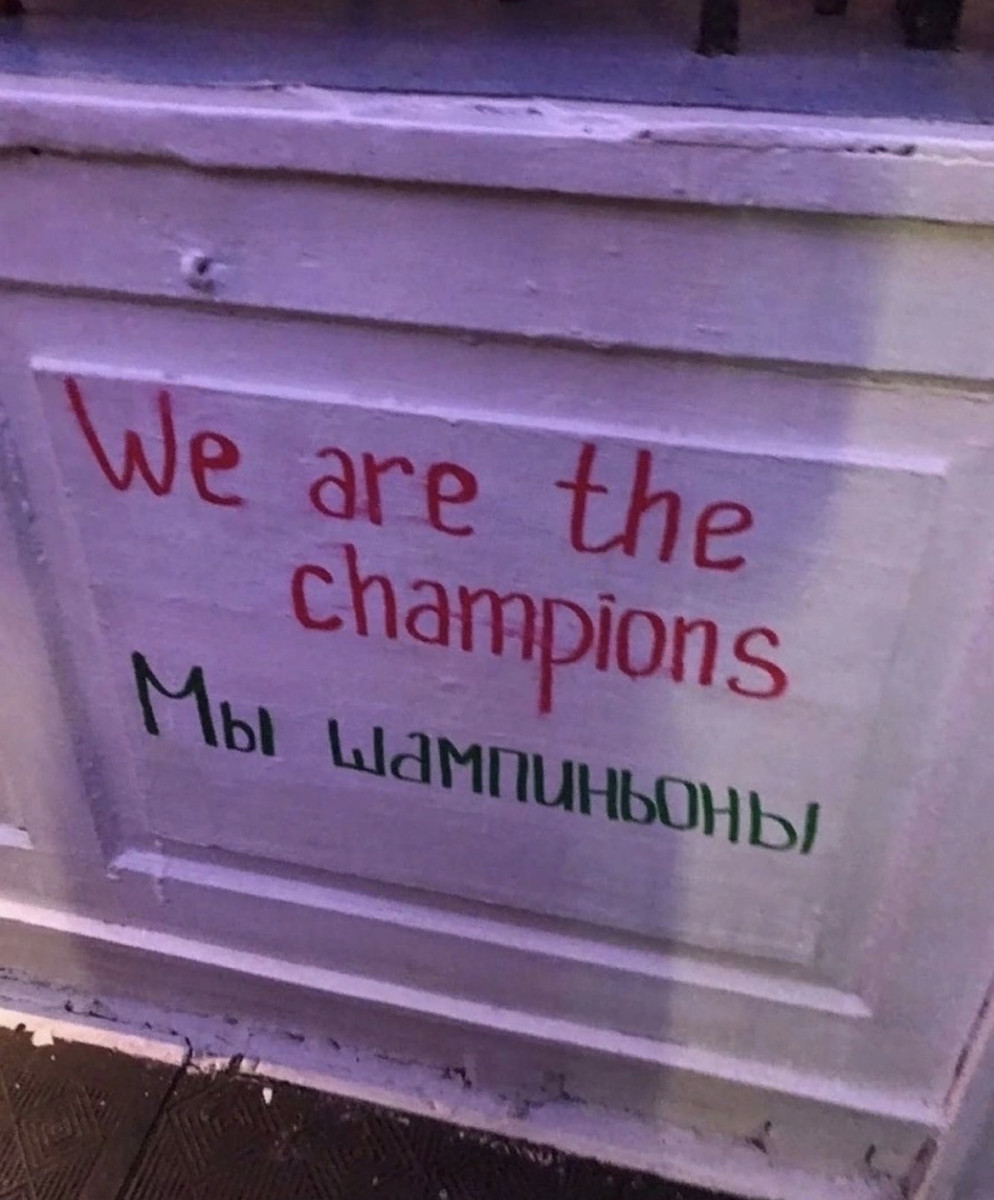 We are the
champions
Мы шампиньоны